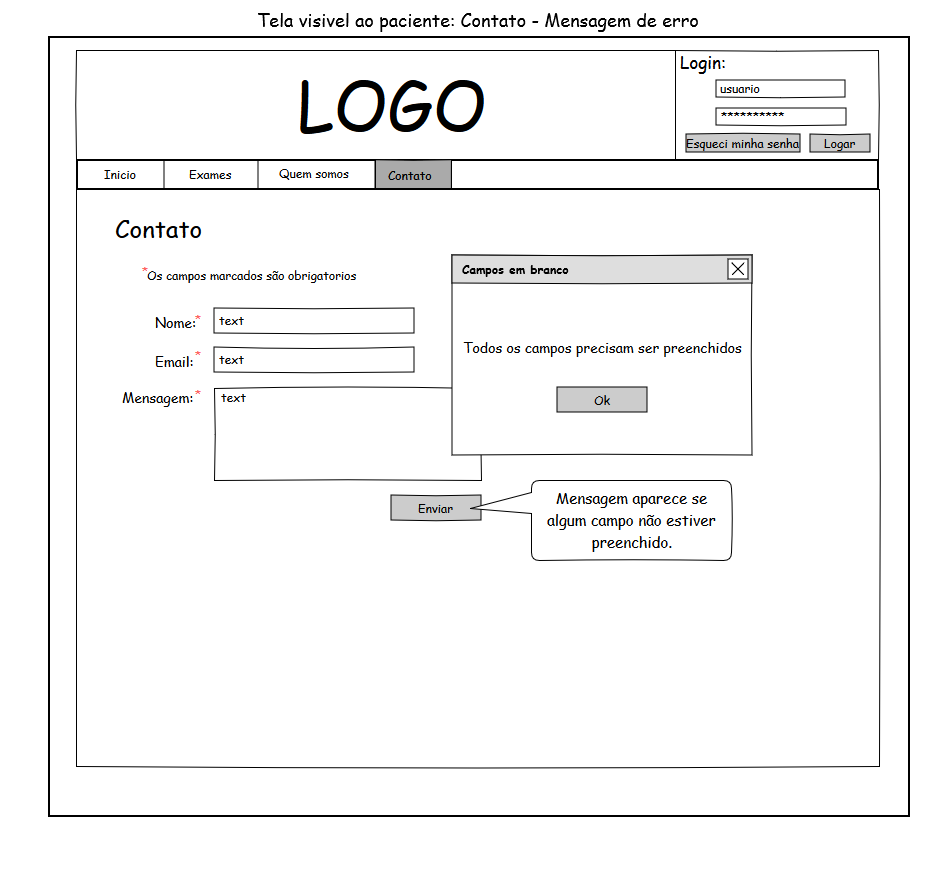 Tela visivel ao paciente: Contato - Mensagem de erro
LOGO
Login:
usuario
**********
Esqueci minha senha
Logar
Inicio
Exames
Quem somos
Contato
Contato
*Os campos marcados são obrigatorios
Nome:*
text
Email:*
text
Mensagem:*
text
Campos em branco
Todos os campos precisam ser preenchidos
Ok
Enviar
Mensagem aparece se
algum campo não estiver
preenchido.